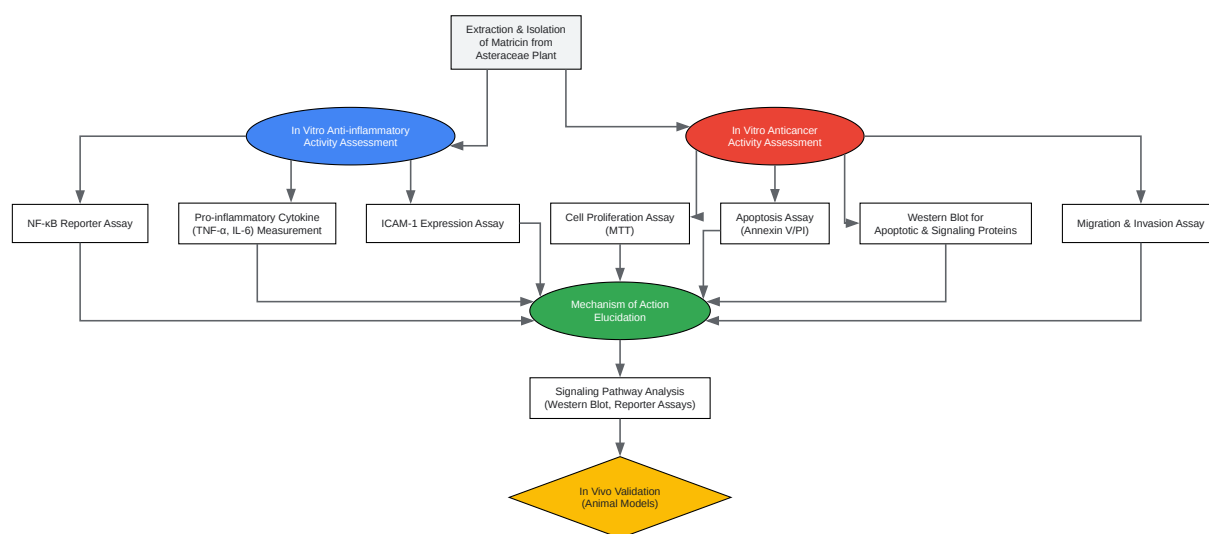 Extraction & Isolation
of Matricin from
Asteraceae Plant
In Vitro Anti-inflammatory
Activity Assessment
In Vitro Anticancer
Activity Assessment
NF-κB Reporter Assay
Pro-inflammatory Cytokine
(TNF-α, IL-6) Measurement
ICAM-1 Expression Assay
Cell Proliferation Assay
(MTT)
Apoptosis Assay
(Annexin V/PI)
Western Blot for
Apoptotic & Signaling Proteins
Migration & Invasion Assay
Mechanism of Action
Elucidation
Signaling Pathway Analysis
(Western Blot, Reporter Assays)
In Vivo Validation
(Animal Models)